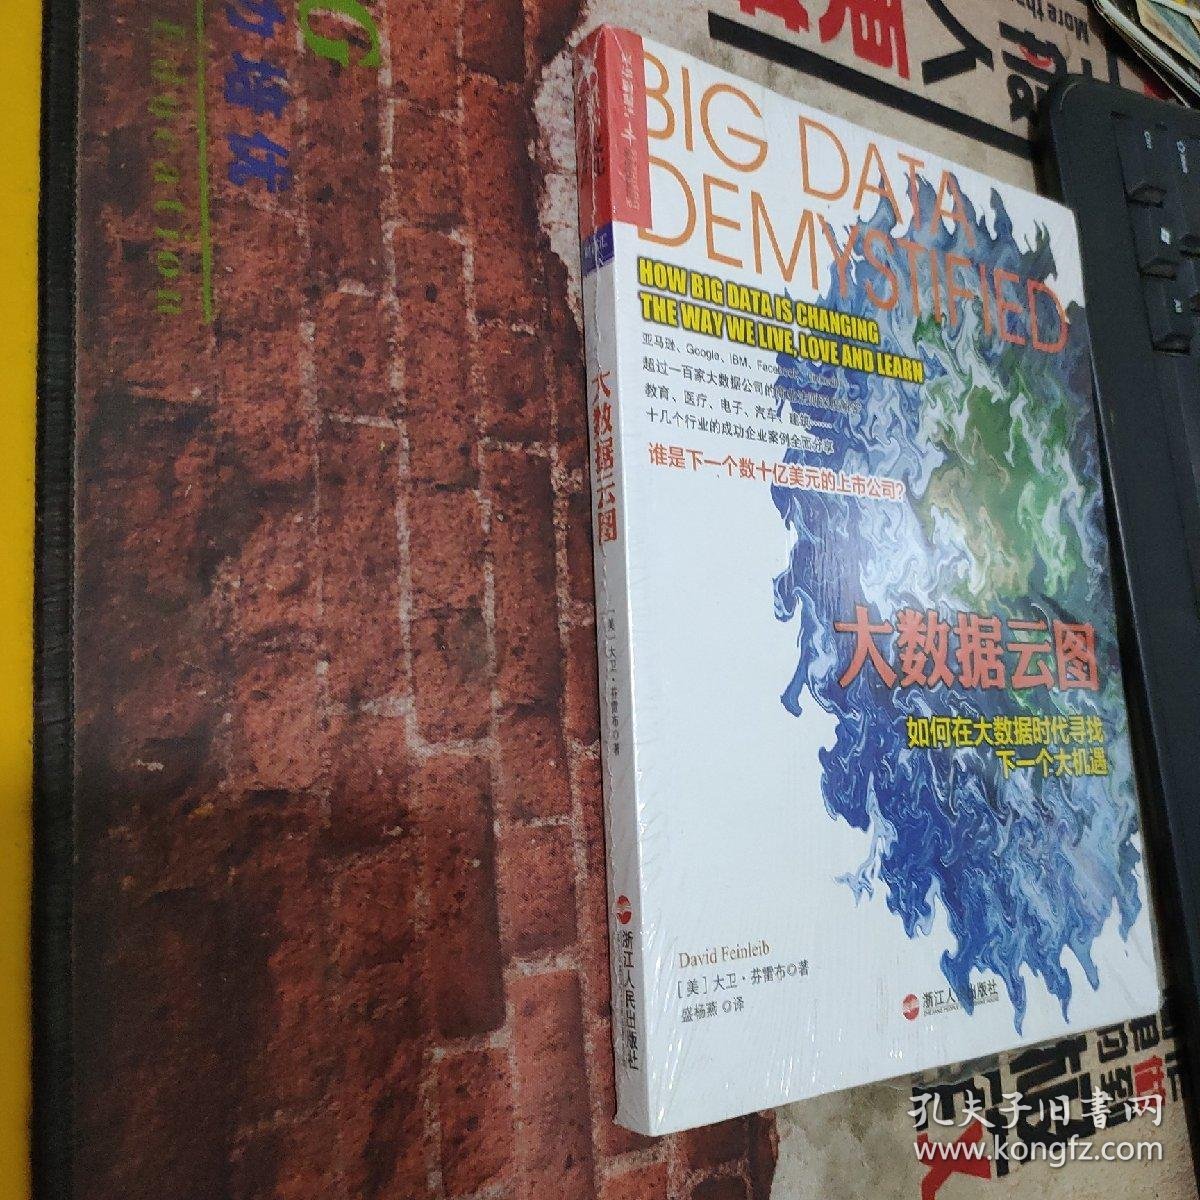 BIG DATA
DEMYSTIFIED
HOW BIG DATA IS CHANGING
THE WAY WE LIVE, LOVE AND LEARN
亚马逊、Google、IBM、Facebook、
超过一百家大数据公司的
教育、医疗、电子、汽车、建筑……
十几个行业的成功企业案例全面分享
谁是下一个数十亿美元的上市公司?
大数据云图
如何在大数据时代寻找
下一个大机遇
David Feinleib
[美] 大卫·芬雷布◎著
盛杨燕 ◎译
浙江人民出版社
大数据云图
[美] 大卫·芬雷布◎著
浙江人民出版社
G
培优
Education
More than
人
孔夫子旧书网
www.kongfz.com